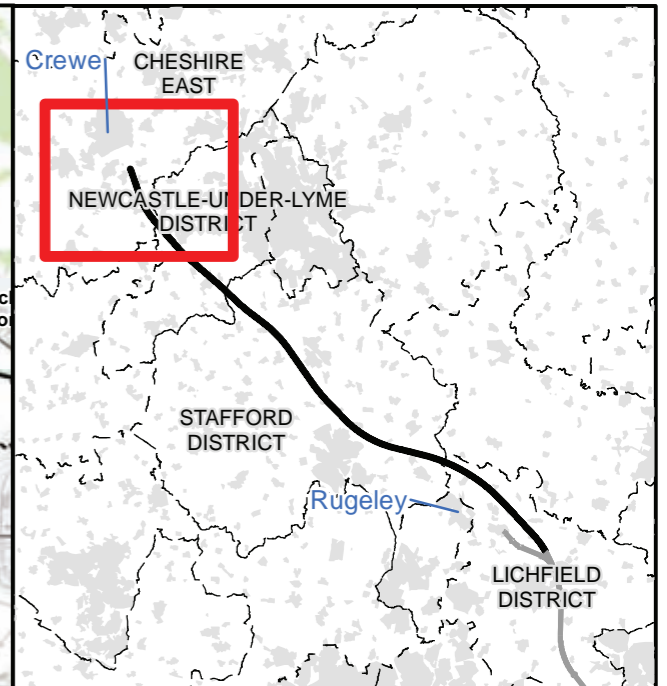 Crewe
CHESHIRE
EAST
NEWCASTLE-UNDER-LYME
DISTRICT
STAFFORD
DISTRICT
Rugeley
LICHFIELD
DISTRICT